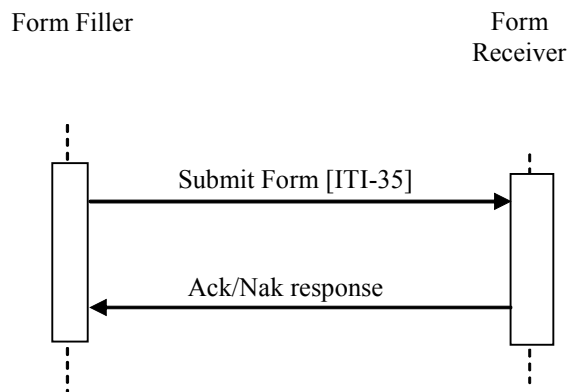 Form Filler
Form
Receiver
Submit Form [ITI-35]
Ack/Nak response